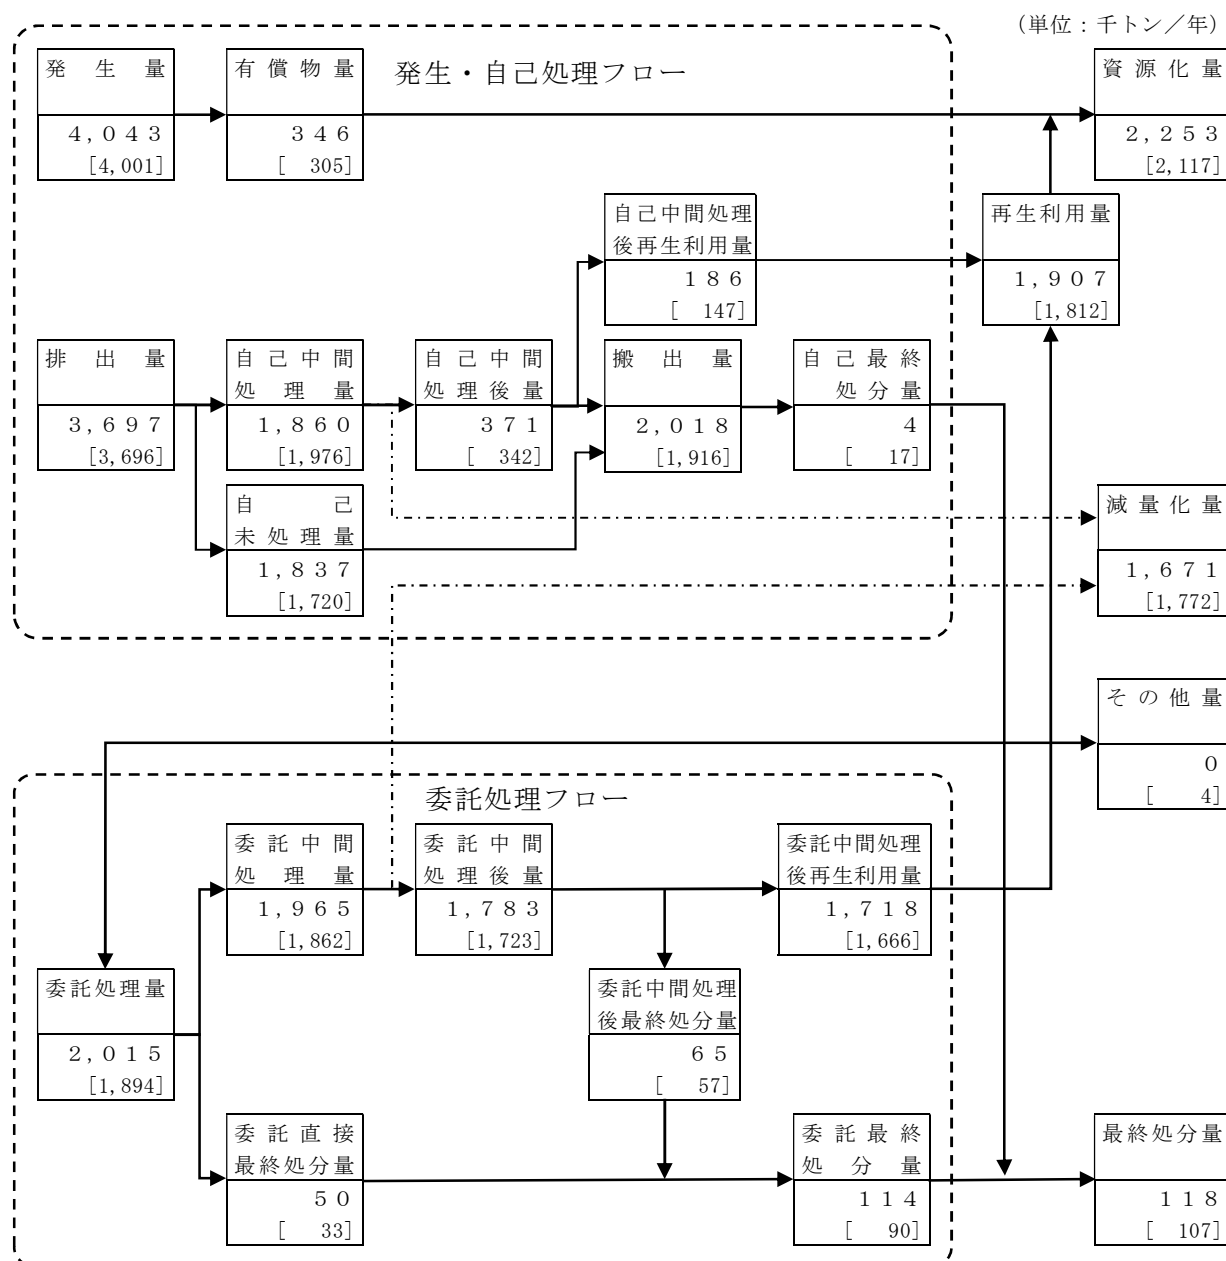 (単位：千トン／年)
発生・自己処理フロー
発生量
4,043
[4,001]
有償物量
346
[ 305]
資源化量
2,253
[2,117]
自己中間処理
後再生利用量
186
[ 147]
再生利用量
1,907
[1,812]
排出量
3,697
[3,696]
自己中間
処理量
1,860
[1,976]
自己中間
処理後量
371
[ 342]
搬出量
2,018
[1,916]
自己最終
処分量
4
[ 17]
自己
未処理量
1,837
[1,720]
減量化量
1,671
[1,772]
その他量
0
[ 4]
委託処理フロー
委託中間
処理量
1,965
[1,862]
委託中間
処理後量
1,783
[1,723]
委託中間処理
後再生利用量
1,718
[1,666]
委託処理量
2,015
[1,894]
委託中間処理
後最終処分量
65
[ 57]
委託直接
最終処分量
50
[ 33]
委託最終
処分量
114
[ 90]
最終処分量
118
[ 107]